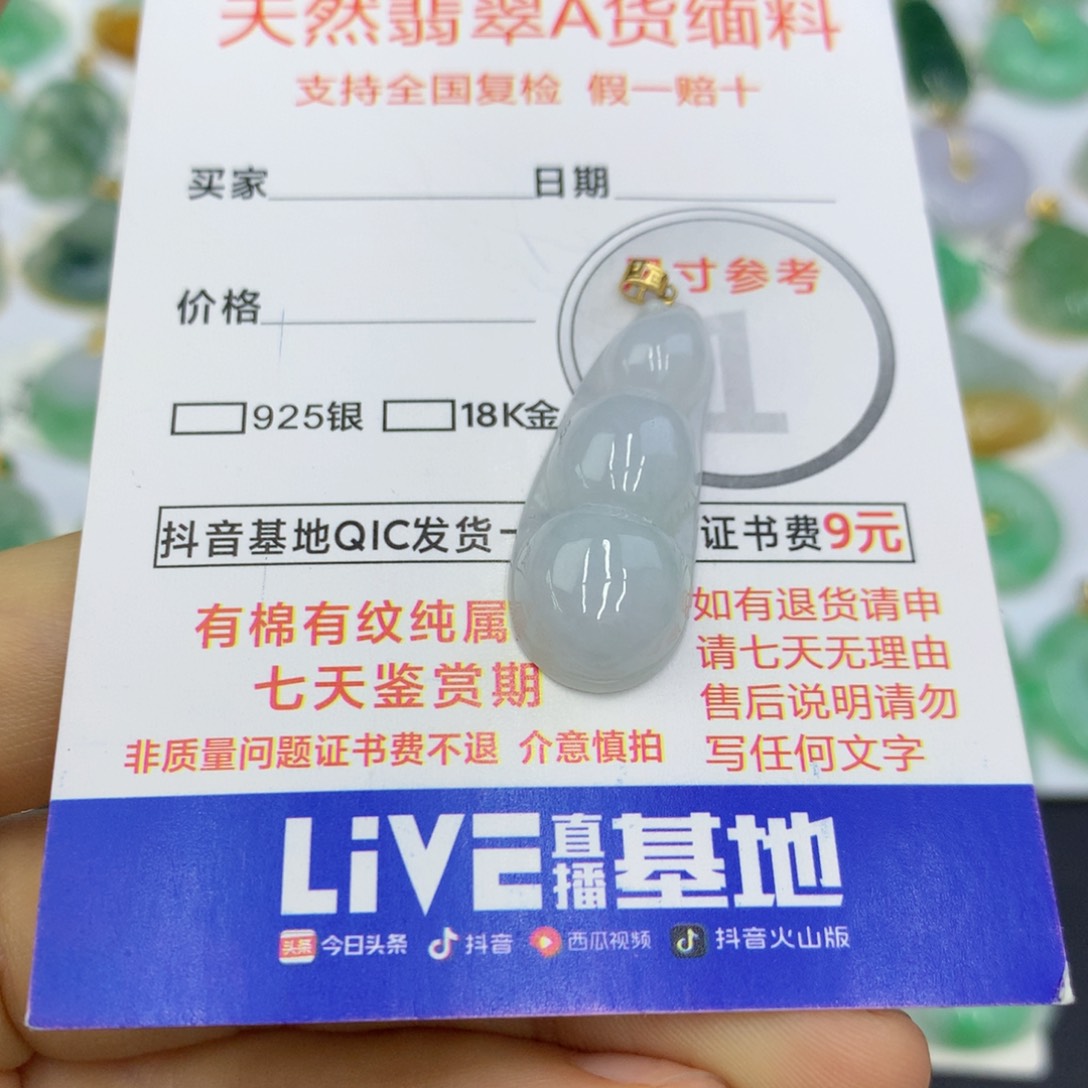 天然翡翠A货缅料
支持全国复检 假一赔十
买家 日期
寸参考
价格
1
925银 18K金
抖音基地QIC发货一 证书费9元
有棉有纹纯属
七天鉴赏期
非质量问题证书费不退 介意慎拍
如有退货请申
请七天无理由
售后说明请勿
写任何文字
LiVE直播基地
头条 今日头条 抖音 西瓜视频 抖音火山版